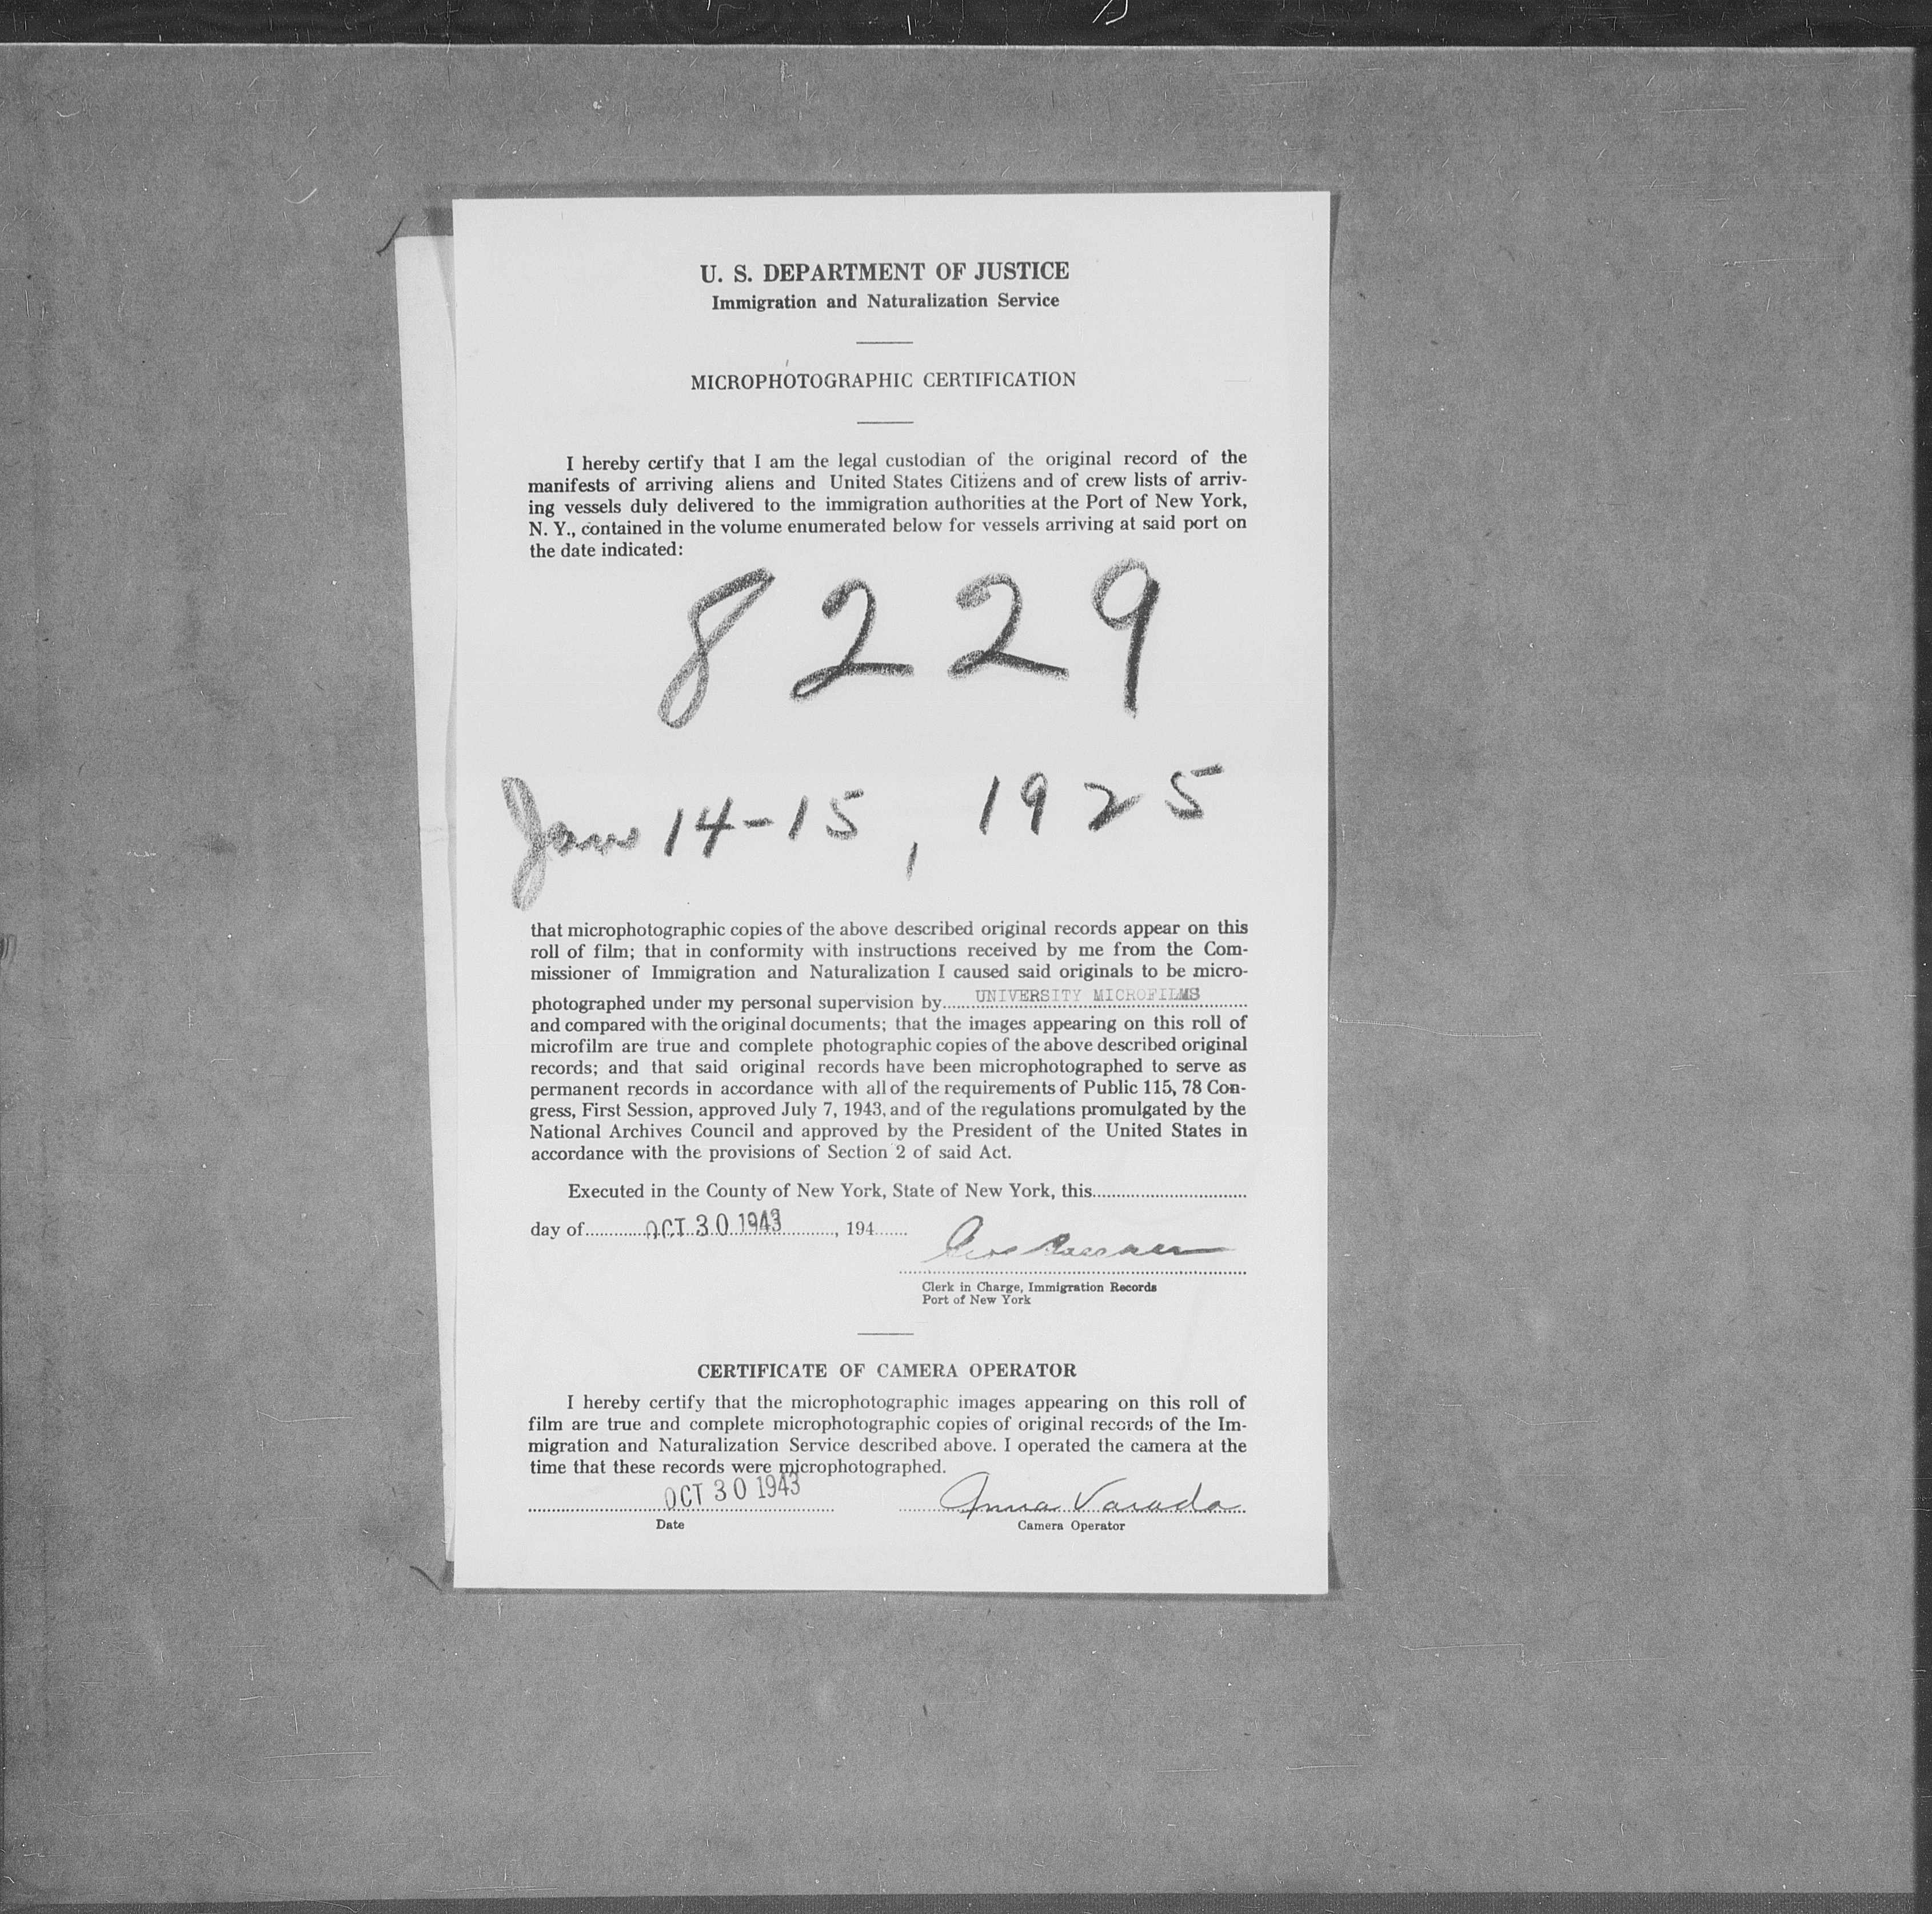 U. S. DEPARTMENT OF JUSTICE
Immigration and Naturalization Service
MICROPHOTOGRAPHIC CERTIFICATION
I hereby certify that I am the legal custodian of the original record of the
manifests of arriving aliens and United States Citizens and of crew lists of arriv-
ing vessels duly delivered to the immigration authorities at the Port of New York,
N. Y., contained in the volume enumerated below for vessels arriving at said port on
the date indicated:
8229
Jan 14-15, 1925
that microphotographic copies of the above described original records appear on this
roll of film; that in conformity with instructions received by me from the Com-
missioner of Immigration and Naturalization I caused said originals to be micro-
photographed under my personal supervision by UNIVERSITY MICROFILMS
and compared with the original documents; that the images appearing on this roll of
microfilm are true and complete photographic copies of the above described original
records; and that said original records have been microphotographed to serve as
permanent records in accordance with all of the requirements of Public 115, 78 Con-
gress, First Session, approved July 7, 1943, and of the regulations promulgated by the
National Archives Council and approved by the President of the United States in
accordance with the provisions of Section 2 of said Act.
Executed in the County of New York, State of New York, this
day of OCT 30 1943, 194
Clerk in Charge, Immigration Records
Port of New York
CERTIFICATE OF CAMERA OPERATOR
I hereby certify that the microphotographic images appearing on this roll of
film are true and complete microphotographic copies of original records of the Im-
migration and Naturalization Service described above. I operated the camera at the
time that these records were microphotographed.
OCT 30 1943 Anna
Date Camera Operator